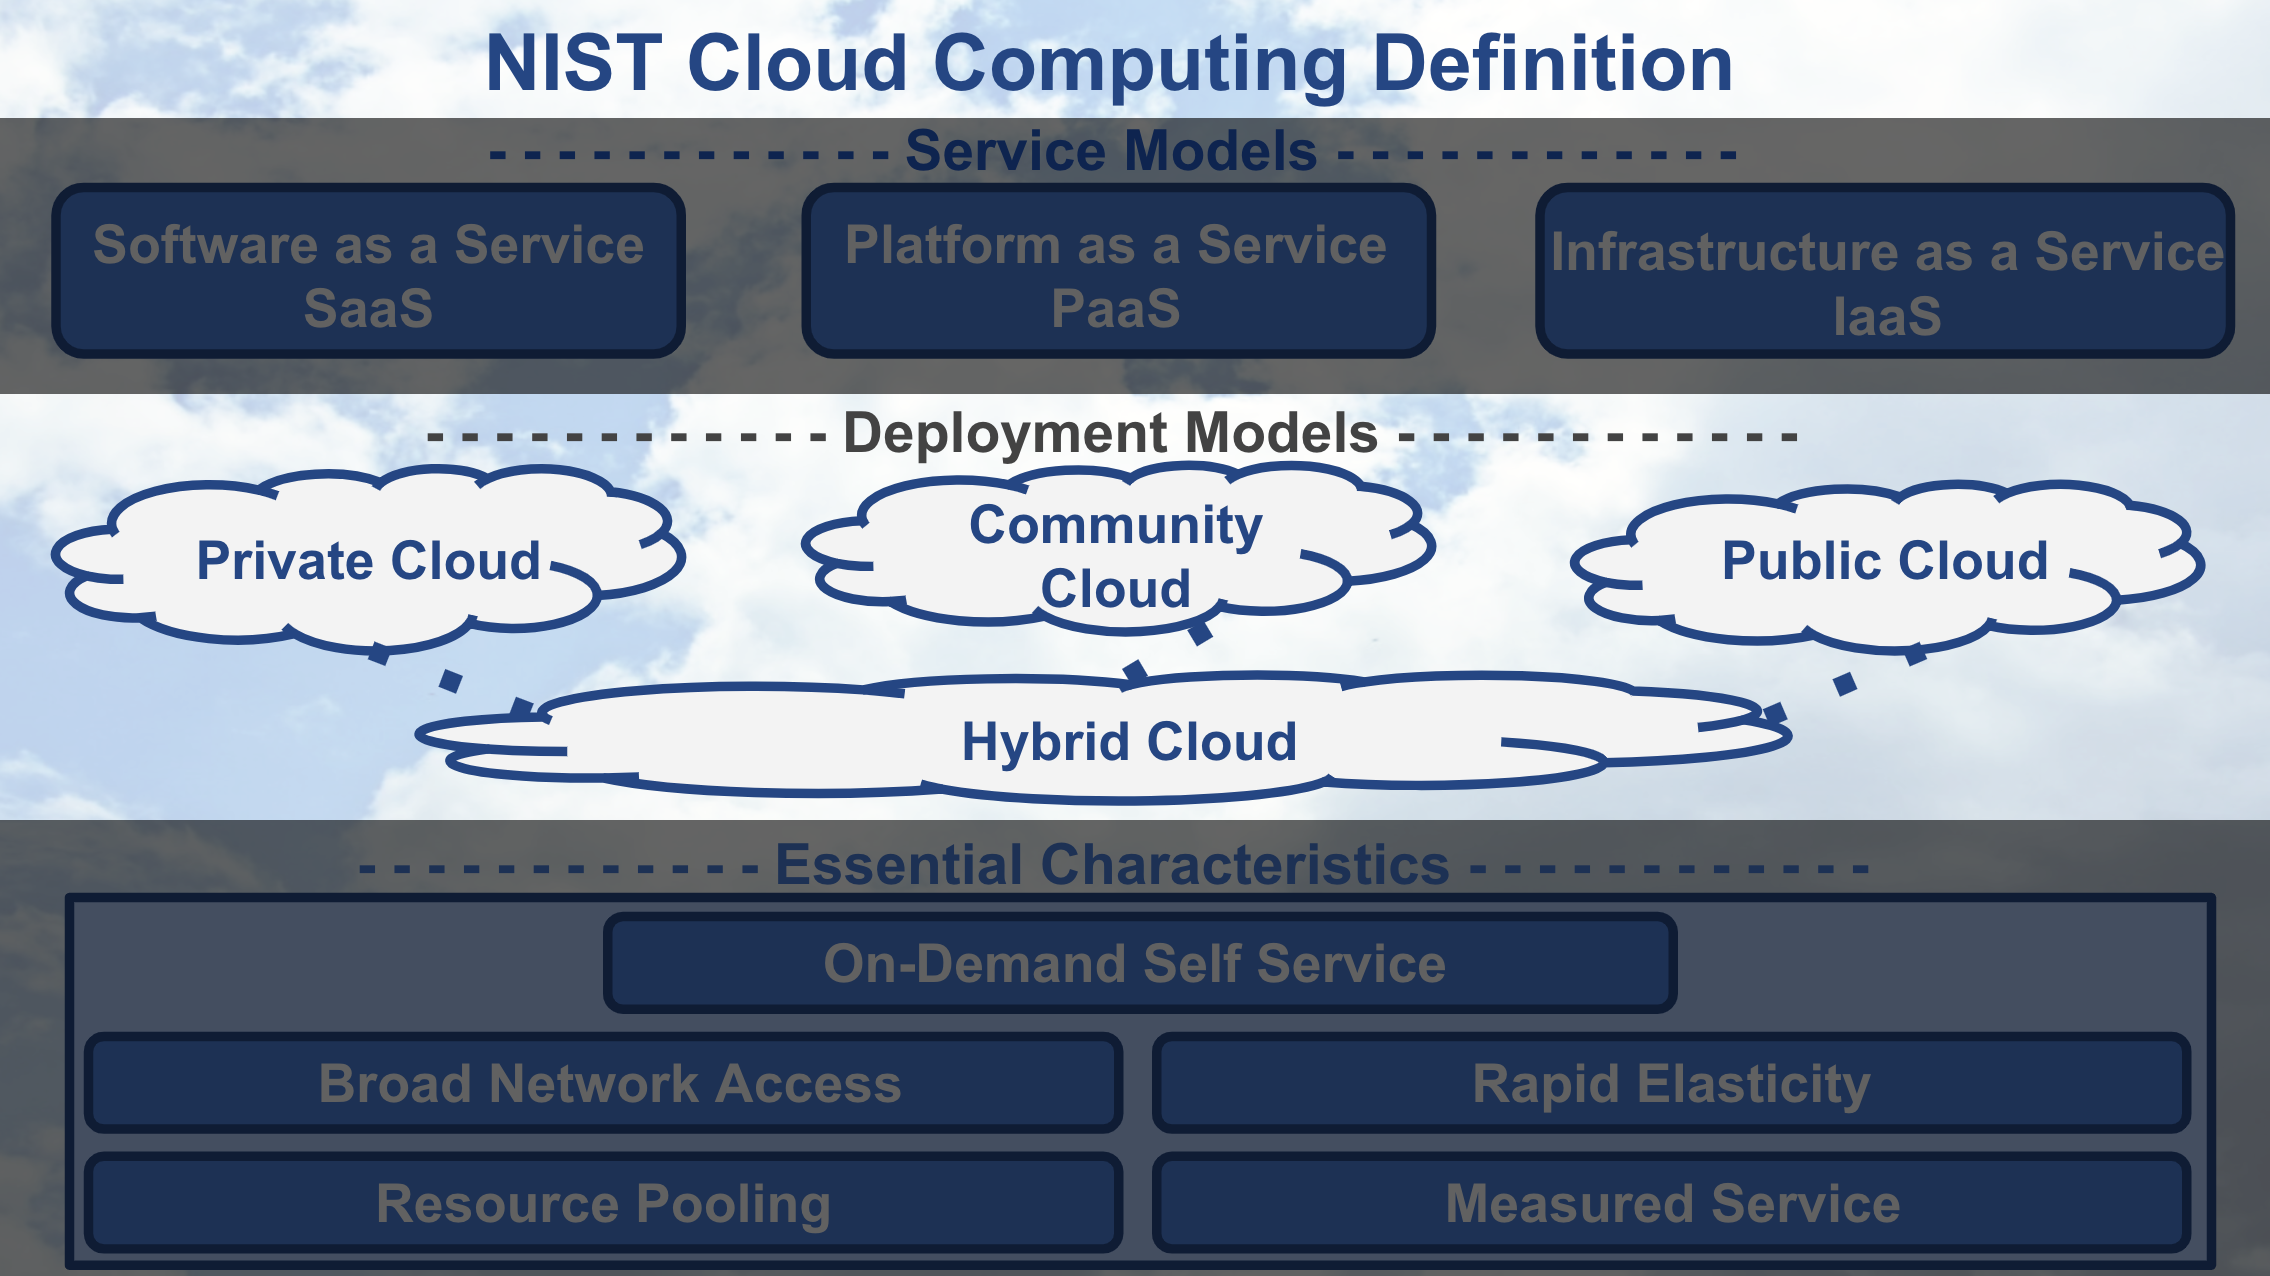 NIST Cloud Computing Definition
- - - - - - - - - - - - Service Models - - - - - - - - - - - -
Software as a Service
SaaS
Platform as a Service
PaaS
Infrastructure as a Service
IaaS
- - - - - - - - - - - - Deployment Models - - - - - - - - - - - -
Private Cloud
Community
Cloud
Public Cloud
Hybrid Cloud
- - - - - - - - - - - - Essential Characteristics - - - - - - - - - - - -
On-Demand Self Service
Broad Network Access
Rapid Elasticity
Resource Pooling
Measured Service